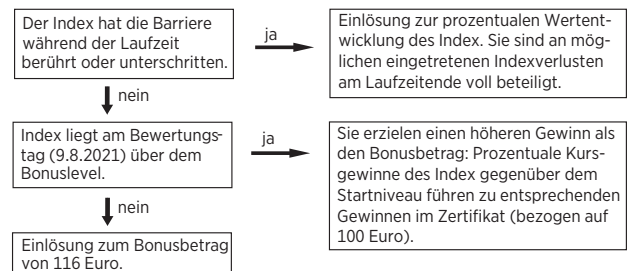 Der Index hat die Barriere
während der Laufzeit
berührt oder unterschritten.
ja
Einlösung zur prozentualen Wertent-
wicklung des Index. Sie sind an mög-
lichen eingetretenen Indexverlusten
am Laufzeitende voll beteiligt.
nein
Index liegt am Bewertungs-
tag (9.8.2021) über dem
Bonuslevel.
ja
Sie erzielen einen höheren Gewinn als
den Bonusbetrag: Prozentuale Kurs-
gewinne des Index gegenüber dem
Startniveau führen zu entsprechenden
Gewinnen im Zertifikat (bezogen auf
100 Euro).
nein
Einlösung zum Bonusbetrag
von 116 Euro.